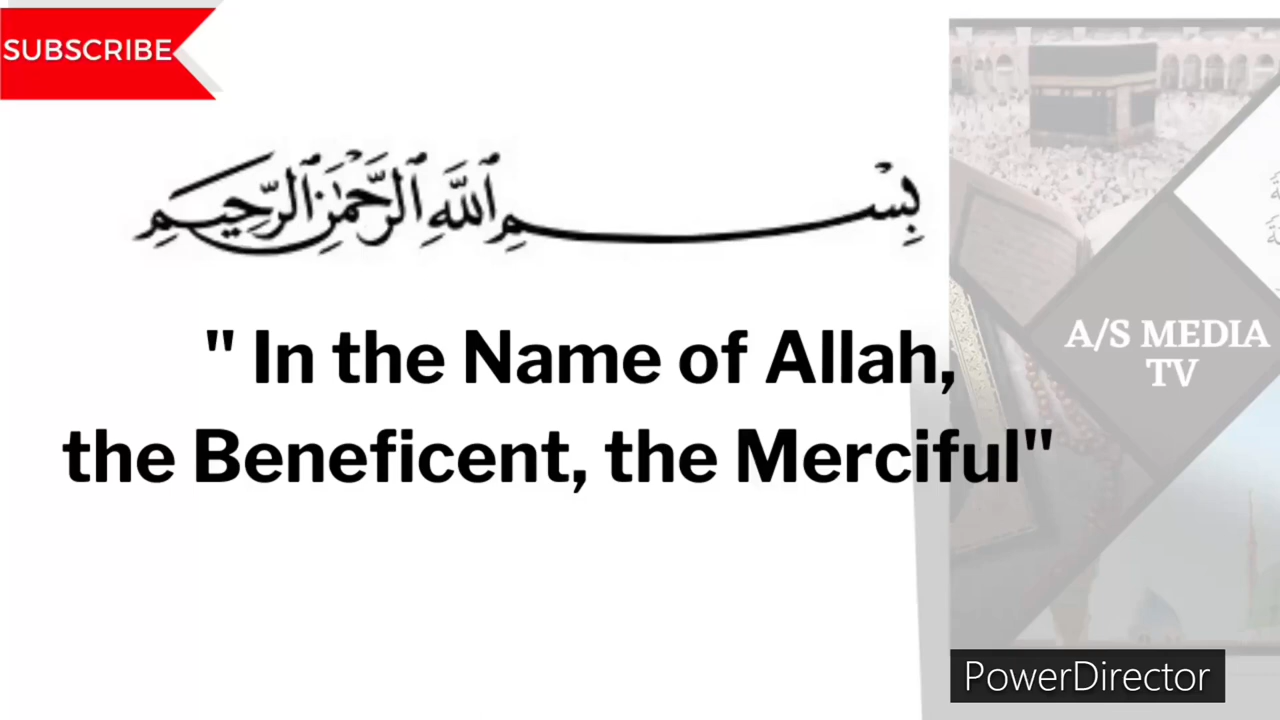 SUBSCRIBE
بِسْمِ ٱللَّهِ ٱلرَّحْمَٰنِ ٱلرَّحِيمِ
" In the Name of Allah,
the Beneficent, the Merciful"
A/S MEDIA
TV
PowerDirector